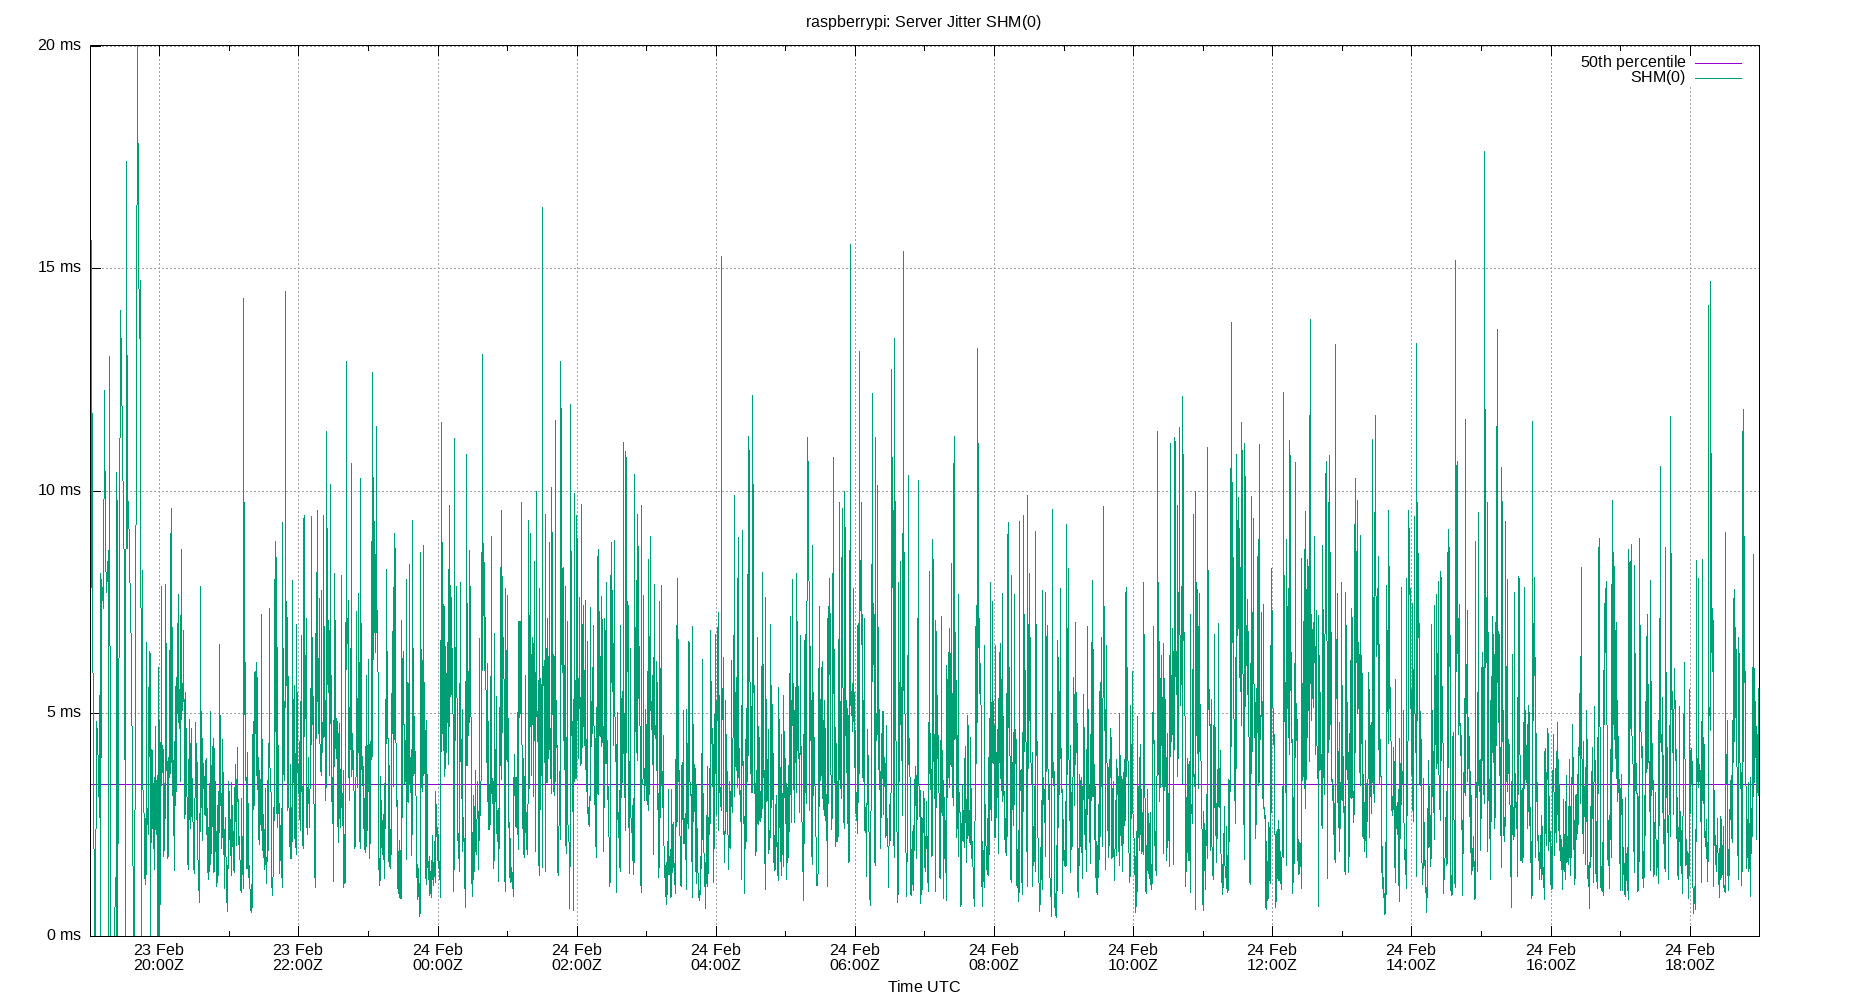 raspberrypi: Server Jitter SHM(0)
20 ms
15 ms
10 ms
5 ms
0 ms
50th percentile
SHM(0)
23 Feb
20:00Z
23 Feb
22:00Z
24 Feb
00:00Z
24 Feb
02:00Z
24 Feb
04:00Z
24 Feb
06:00Z
24 Feb
08:00Z
24 Feb
10:00Z
24 Feb
12:00Z
24 Feb
14:00Z
24 Feb
16:00Z
24 Feb
18:00Z
Time UTC